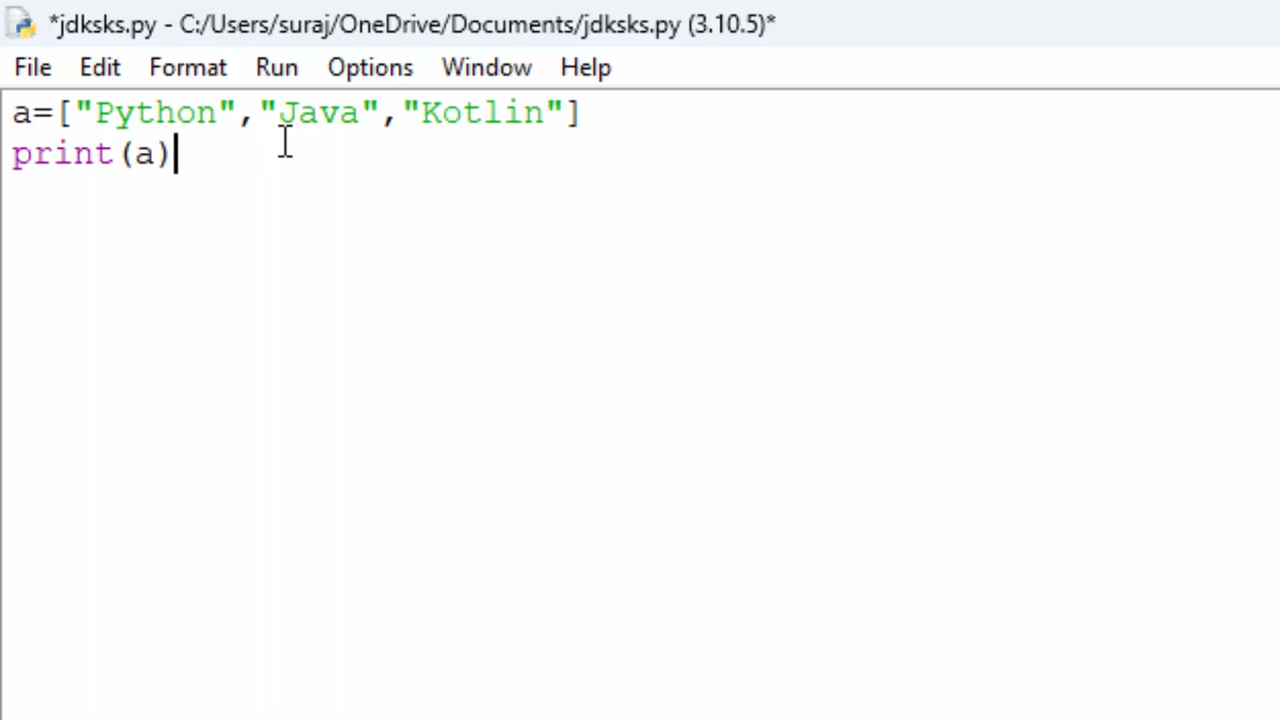 *jdksks.py - C:/Users/suraj/OneDrive/Documents/jdksks.py (3.10.5)*
File Edit Format Run Options Window Help
a=["Python","Java","Kotlin"]
print(a)